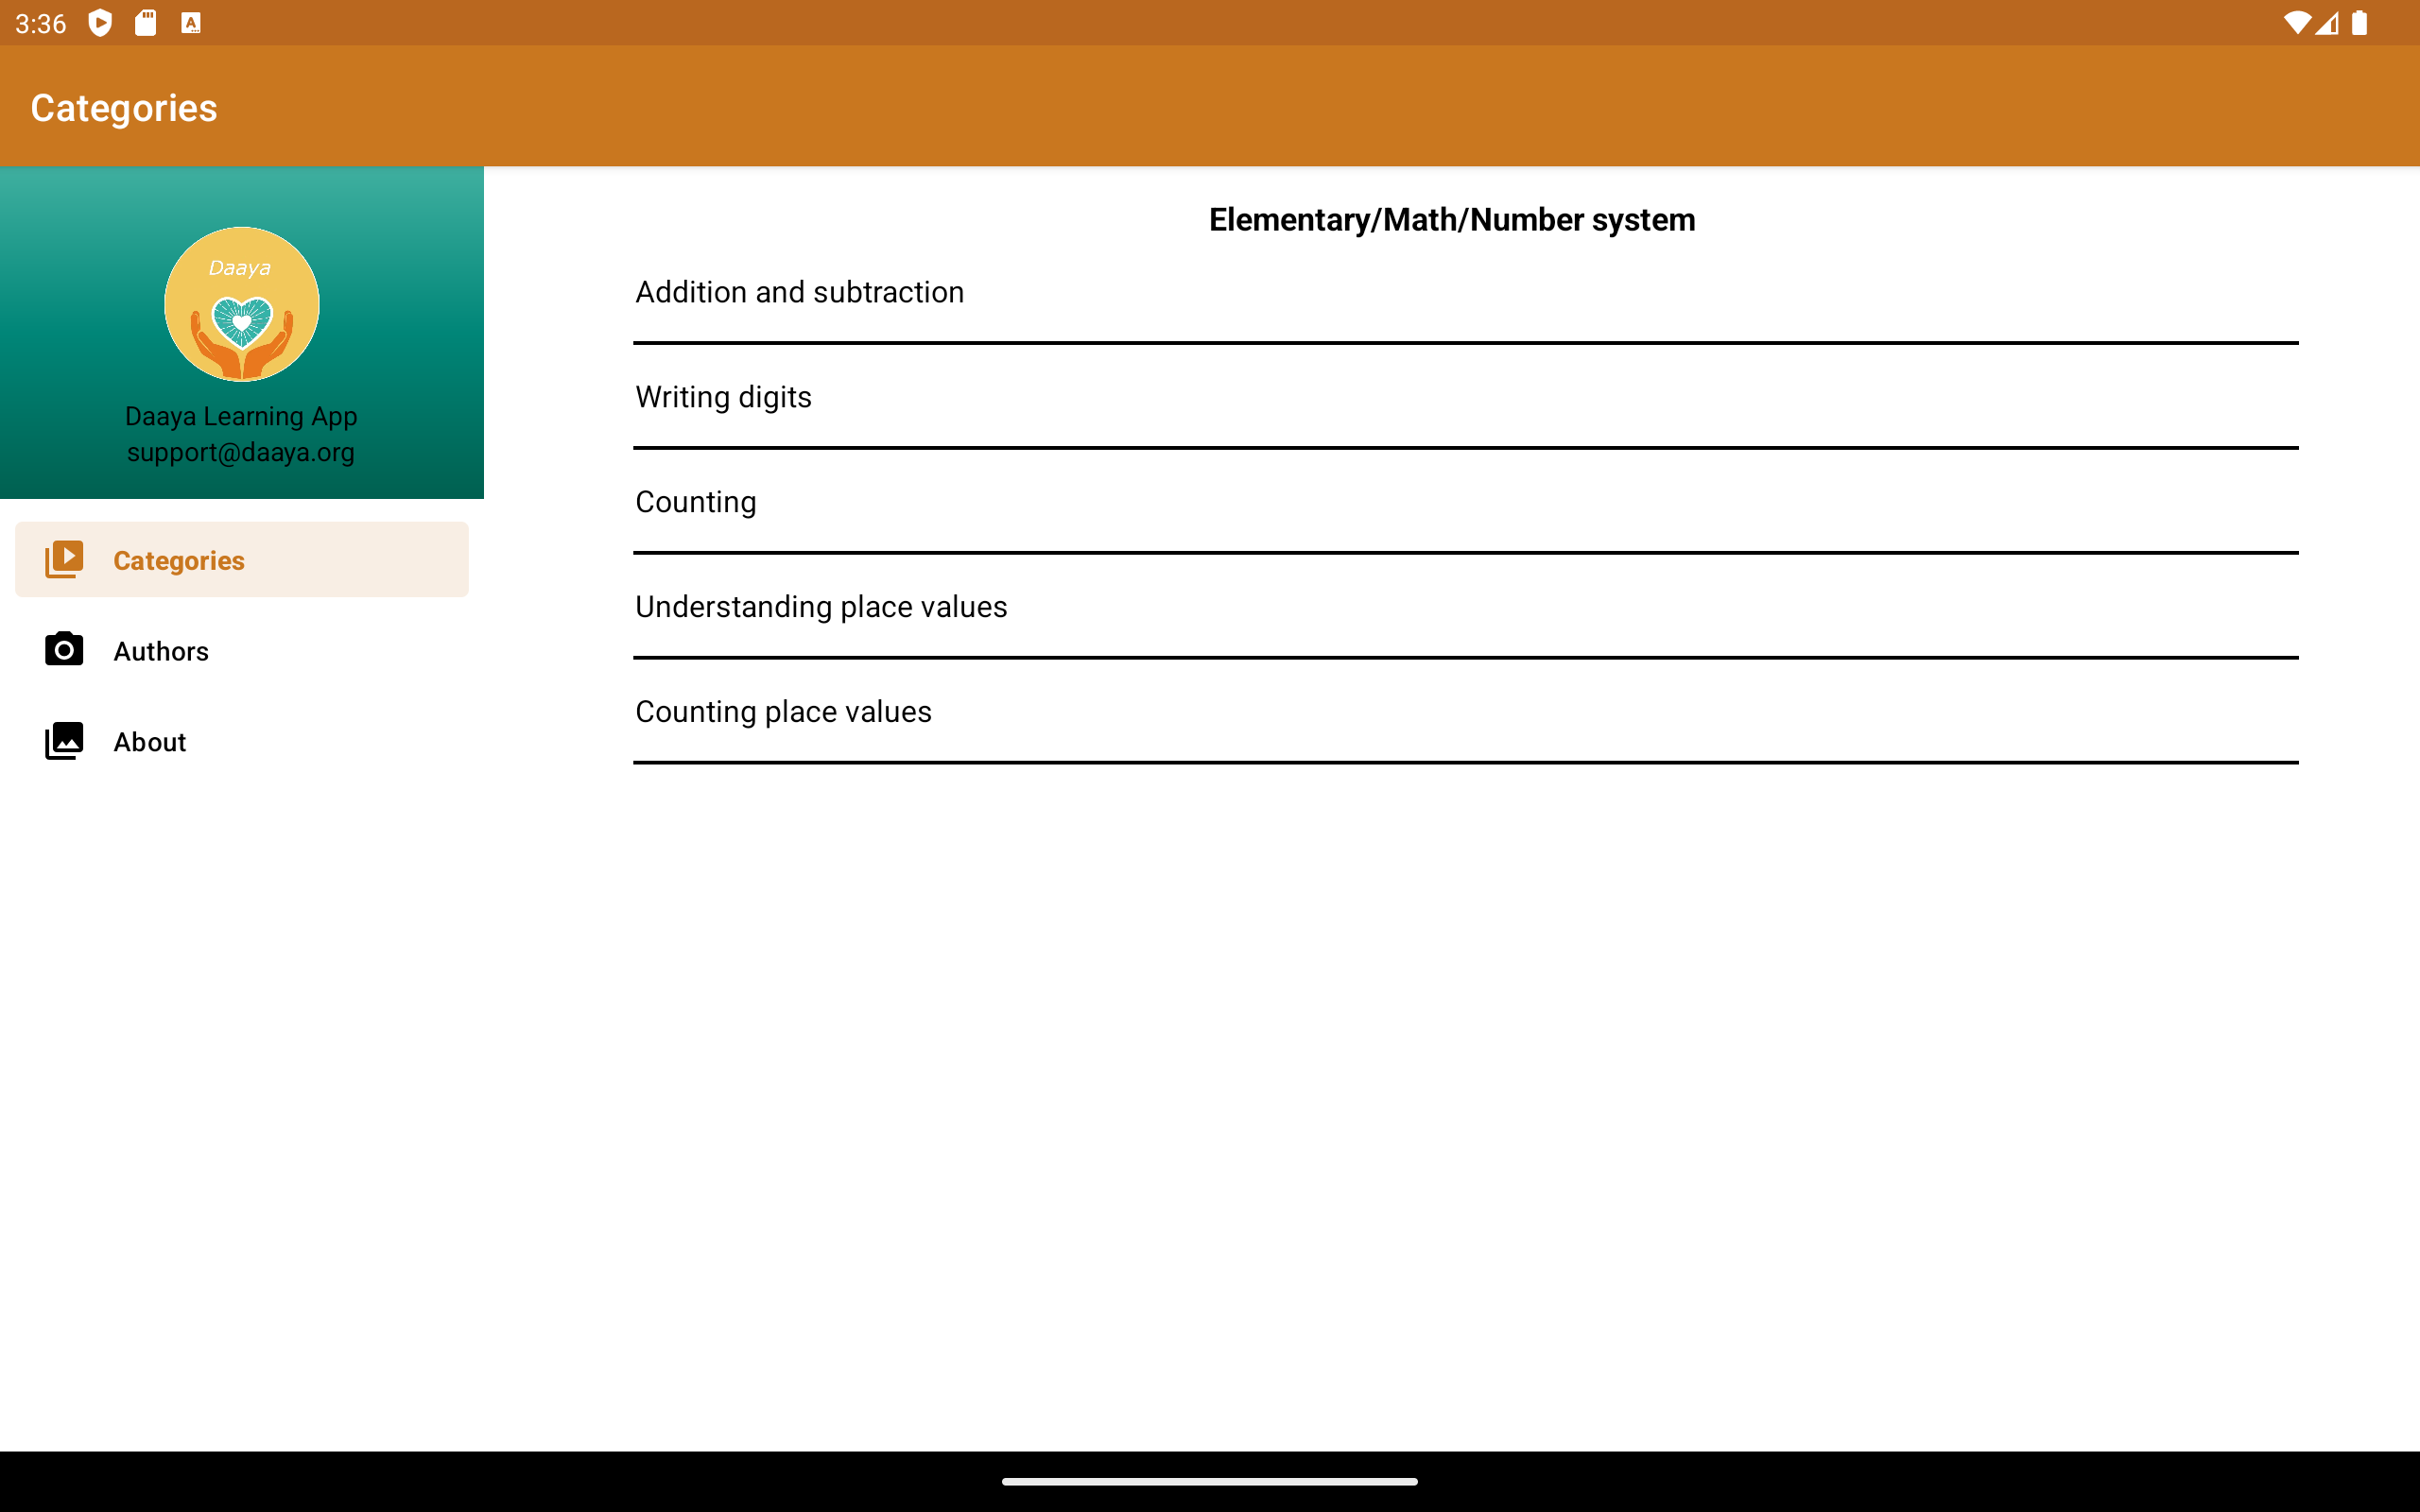 3:36
Categories
Daaya
Daaya Learning App
support@daaya.org
Categories
Authors
About
Elementary/Math/Number system
Addition and subtraction
Writing digits
Counting
Understanding place values
Counting place values